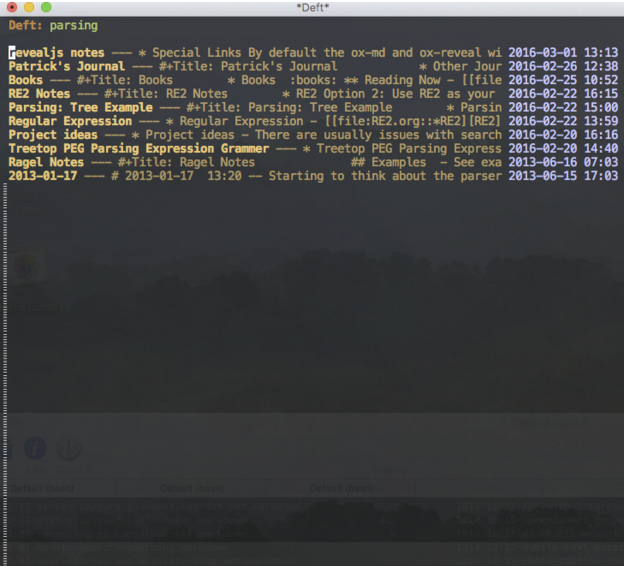 *Deft*
Deft: parsing
revealjs notes --- * Special Links By default the ox-md and ox-reveal wi 2016-03-01 13:13
Patrick's Journal --- #+Title: Patrick's Journal * Other Jour 2016-02-26 12:38
Books --- #+Title: Books * Books :books: ** Reading Now - [[file 2016-02-25 10:52
RE2 Notes --- #+Title: RE2 Notes * RE2 Option 2: Use RE2 as your 2016-02-22 16:15
Parsing: Tree Example --- #+Title: Parsing: Tree Example * Parsin 2016-02-22 15:00
Regular Expression --- * Regular Expression - [[file:RE2.org::*RE2][RE2] 2016-02-22 13:59
Project ideas --- * Project ideas - There are usually issues with search 2016-02-20 16:16
Treetop PEG Parsing Expression Grammer --- * Treetop PEG Parsing Express 2016-02-20 14:40
Ragel Notes --- #+Title: Ragel Notes ## Examples - See exa 2013-06-16 07:03
2013-01-17 --- # 2013-01-17 13:20 -- Starting to think about the parser 2013-06-15 17:03
Default (bash) Default (bash) Default (bash)